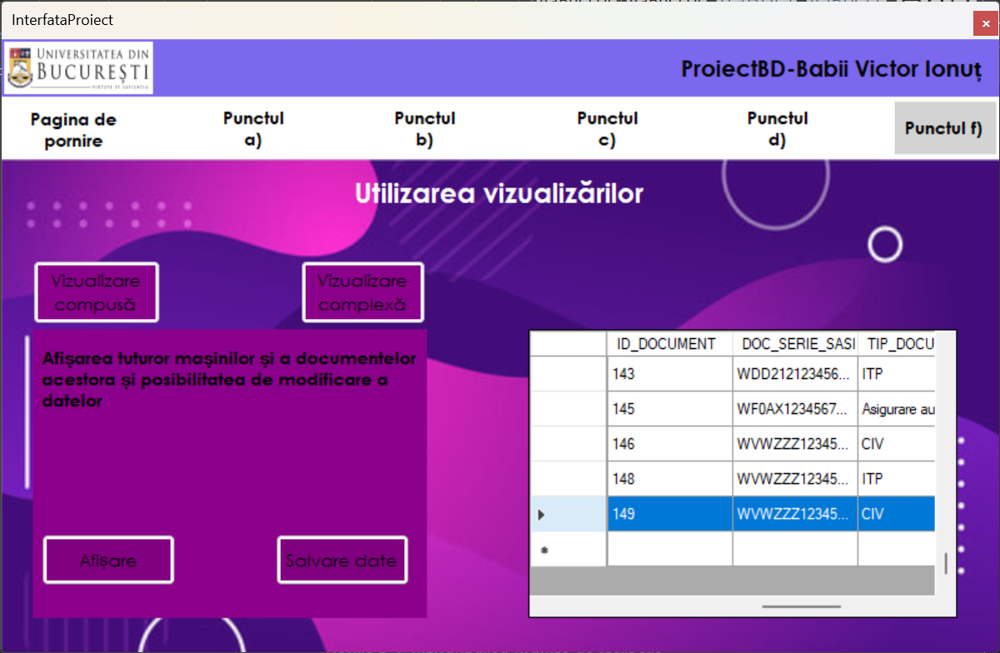 InterfataProiect
UNIVERSITATEA DIN
BUCUREȘTI
VIRTUTE ET SAPIENTIA
ProiectBD-Babii Victor Ionuț
Pagina de
pornire
Punctul
a)
Punctul
b)
Punctul
c)
Punctul
d)
Punctul f)
Utilizarea vizualizărilor
Vizualizare
compusă
Vizualizare
complexă
Afișarea tuturor mașinilor și a documentelor
acestora și posibilitatea de modificare a
datelor
Afișare
Salvare date
ID_DOCUMENT DOC_SERIE_SASI TIP_DOCU
143 WDD212123456... ITP
145 WF0AX1234567... Asigurare au
146 WVWZZZ12345... CIV
148 WVWZZZ12345... ITP
149 WVWZZZ12345... CIV